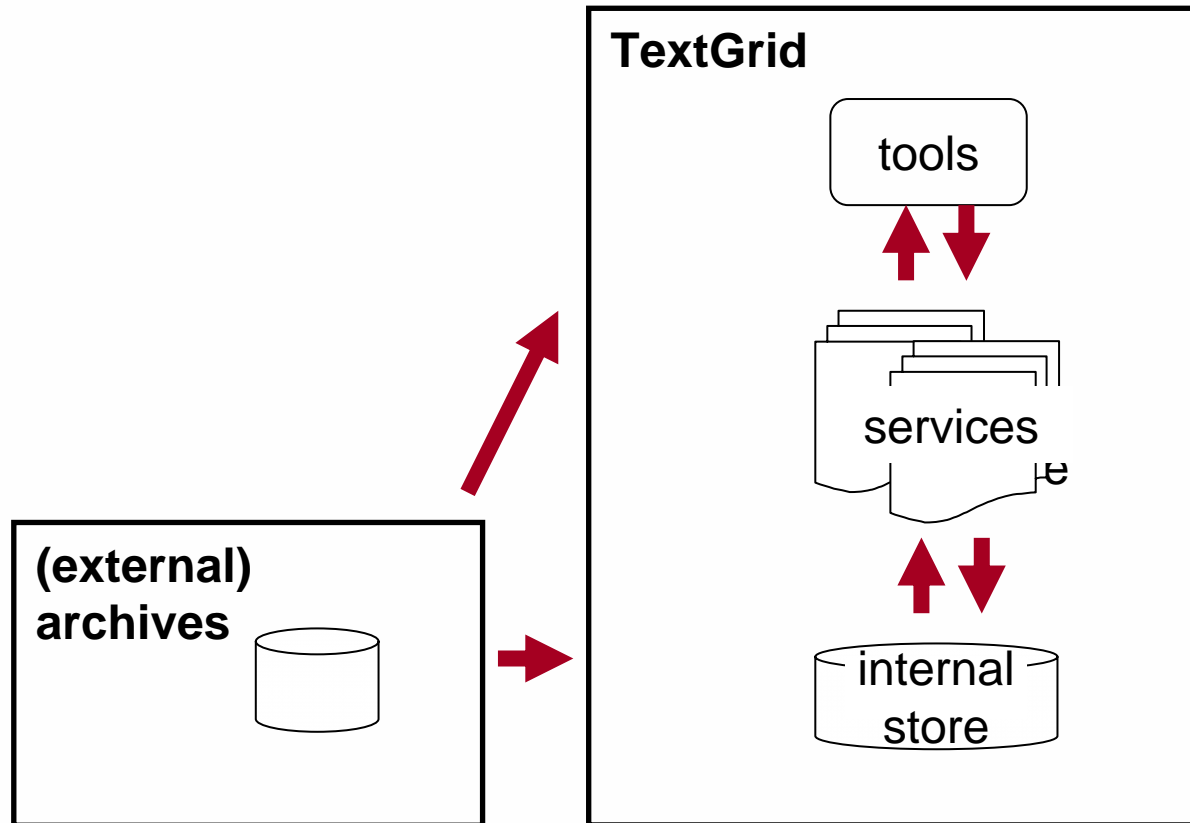 TextGrid
tools
services
e
(external)
archives
internal
store